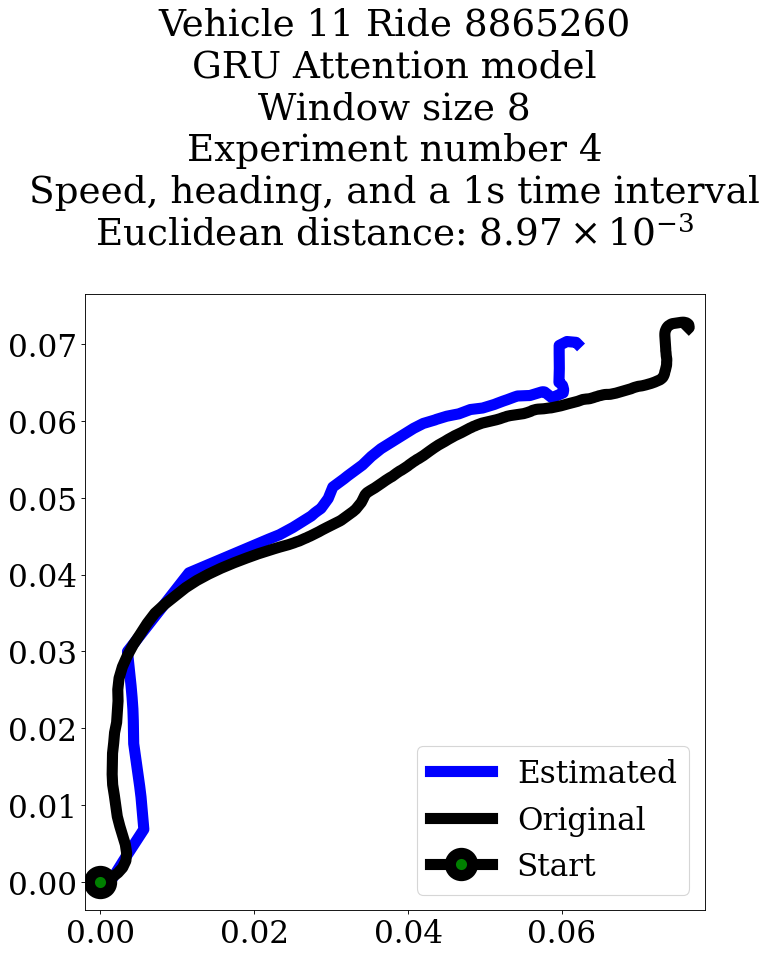 Vehicle 11 Ride 8865260
GRU Attention model
Window size 8
Experiment number 4
Speed, heading, and a 1s time interval
Euclidean distance: 8.97 × 10⁻³
0.07
0.06
0.05
0.04
0.03
0.02
0.01
0.00
Estimated
Original
Start
0.00 0.02 0.04 0.06